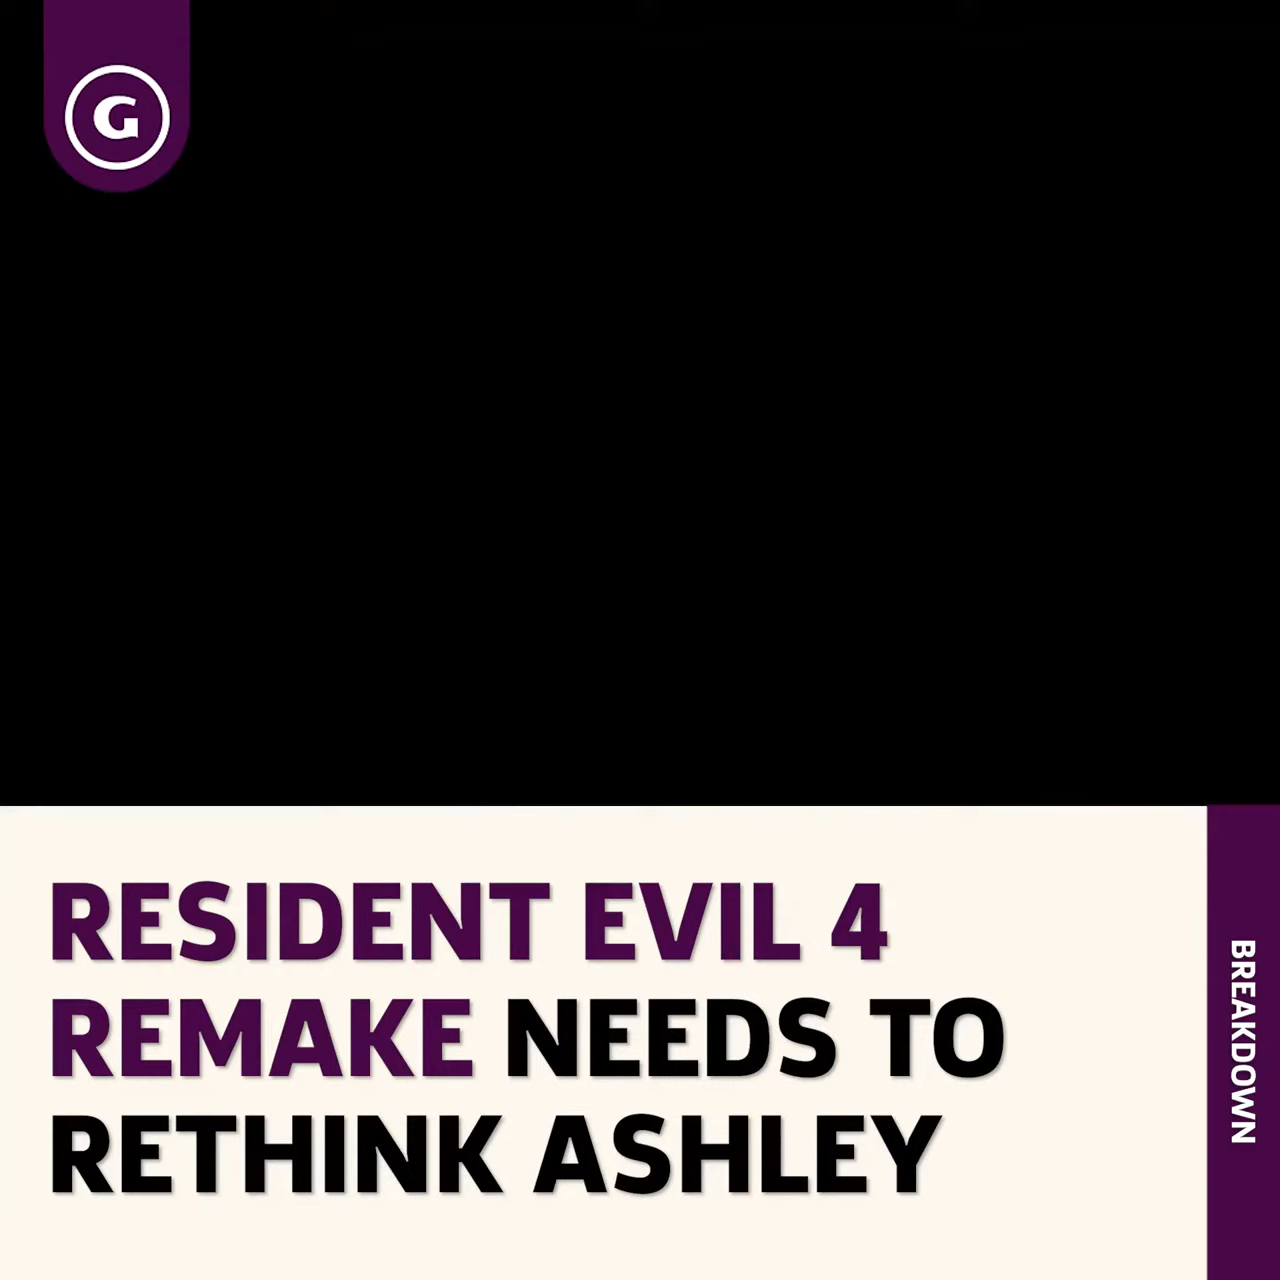 G
RESIDENT EVIL 4
REMAKE NEEDS TO
RETHINK ASHLEY
BREAKDOWN